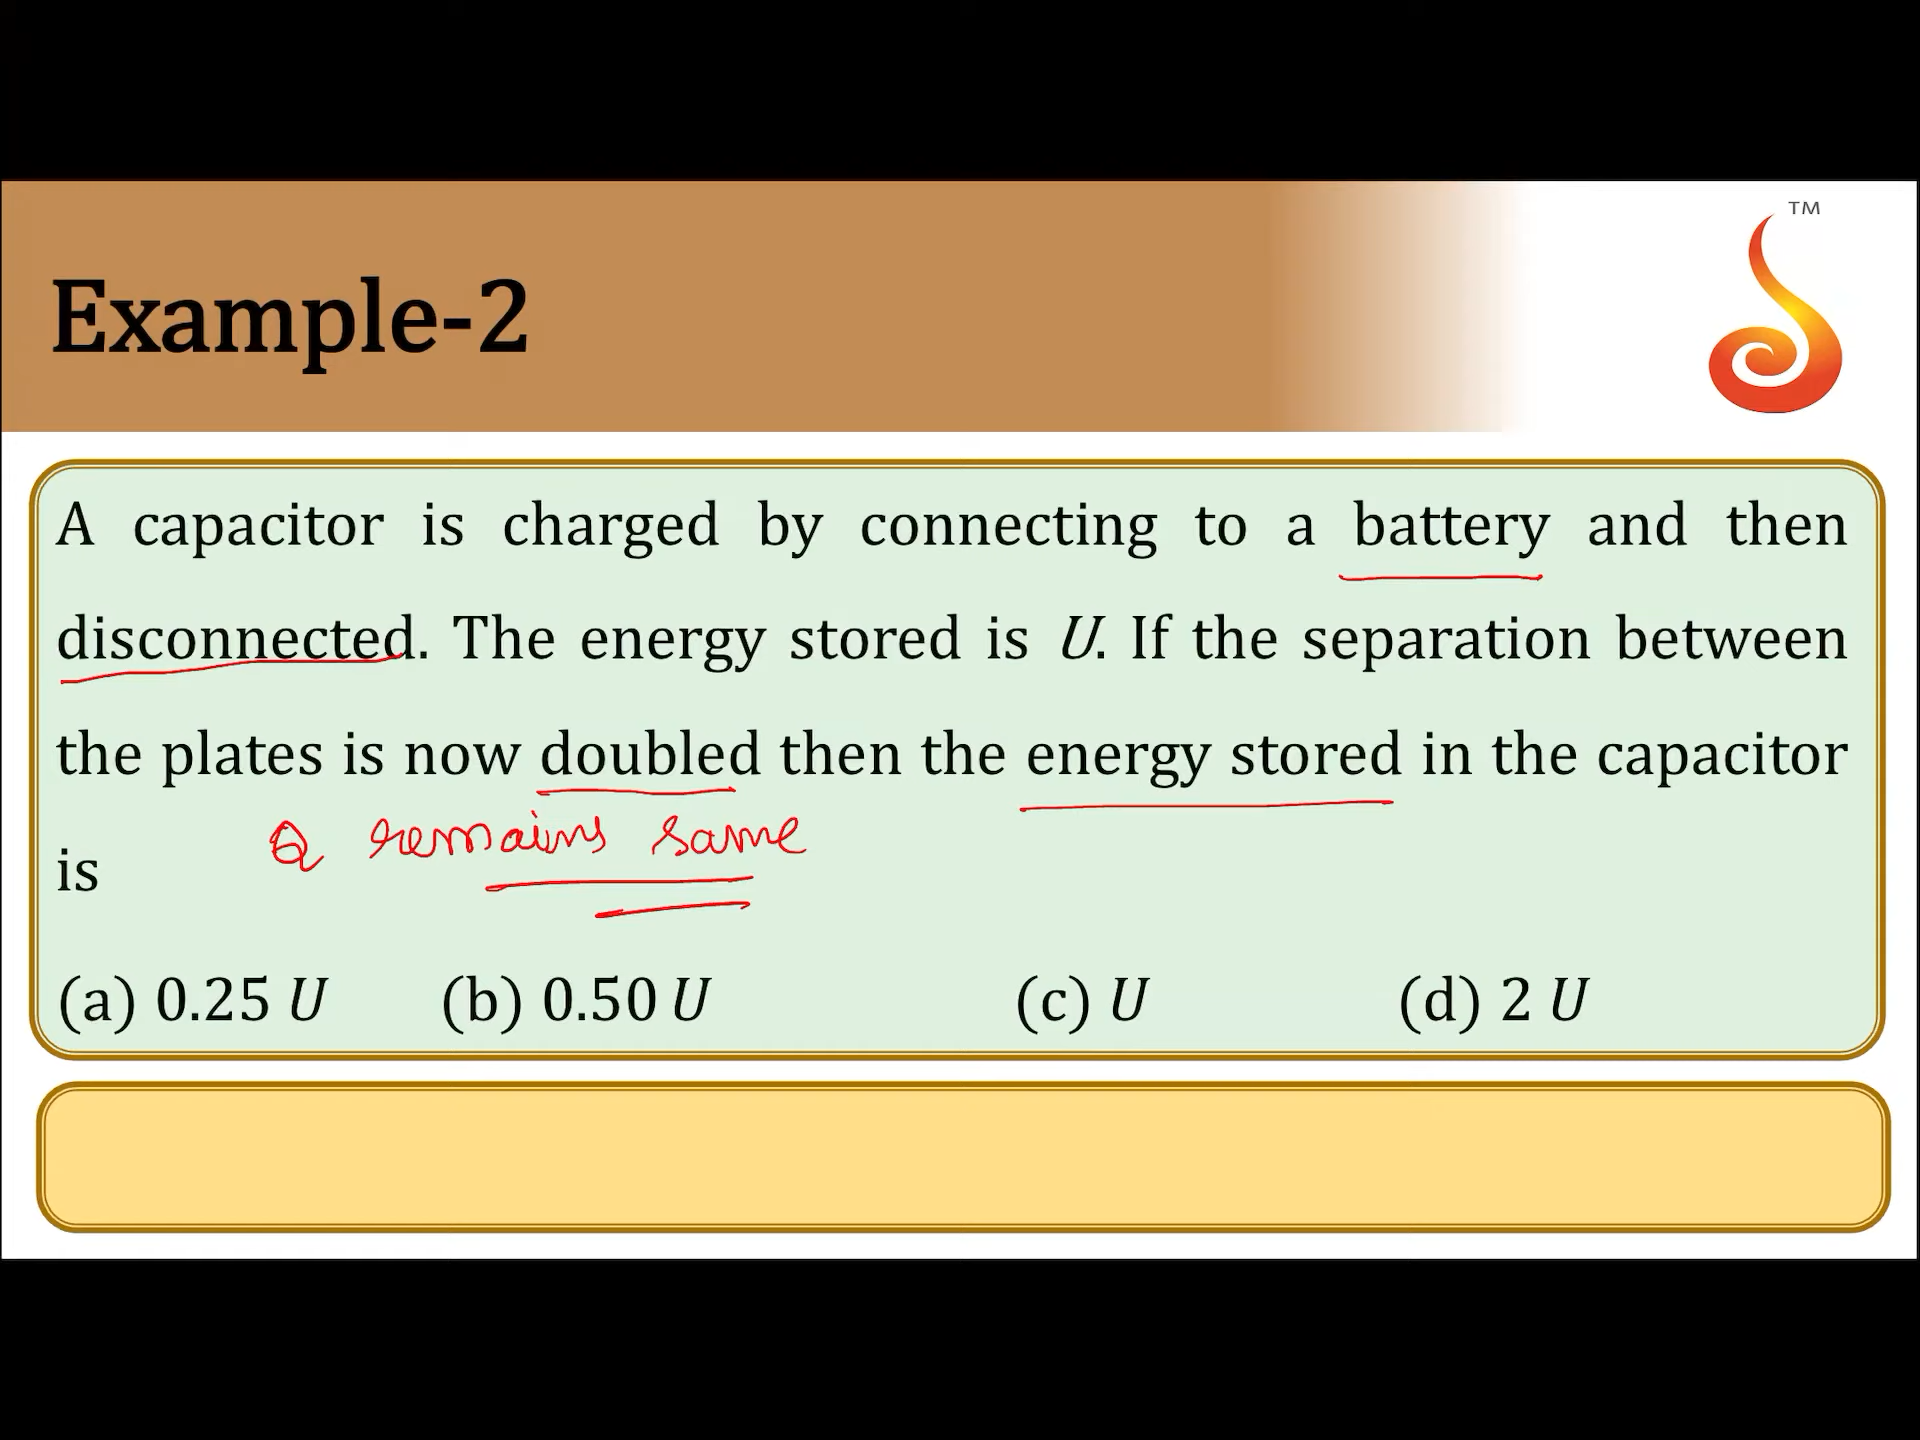 TM
Example-2
A capacitor is charged by connecting to a battery and then
disconnected. The energy stored is U. If the separation between
the plates is now doubled then the energy stored in the capacitor
Q remains same
is
(a) 0.25 U (b) 0.50 U (c) U (d) 2 U